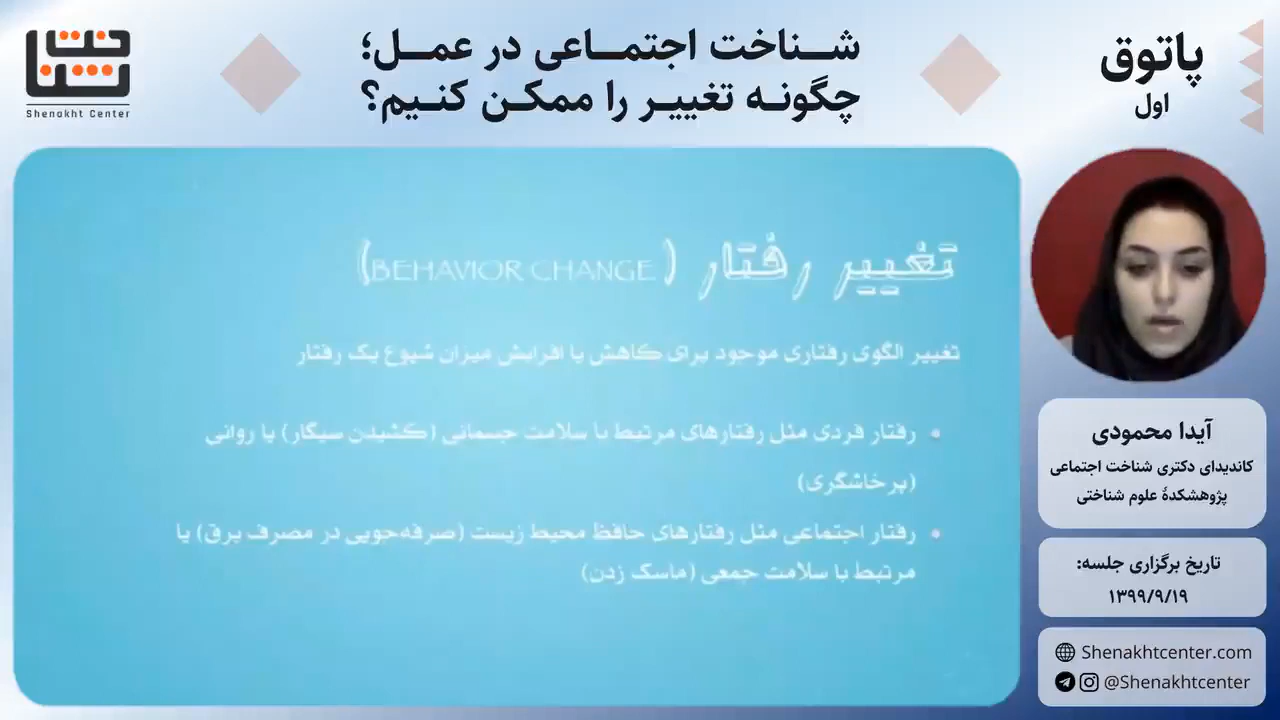 شناخت
Shenakht Center
شناخت اجتماعی در عمل؛
چگونه تغییر را ممکن کنیم؟
پاتوق
اول
تغییر رفتار (BEHAVIOR CHANGE)
تغییر الگوی رفتاری موجود برای کاهش یا افزایش میزان شیوع یک رفتار
• رفتار فردی مثل رفتارهای مرتبط با سلامت جسمانی (کشیدن سیگار) یا روانی
(پرخاشگری)
• رفتار اجتماعی مثل رفتارهای حافظ محیط زیست (صرفه‌جویی در مصرف برق) یا
مرتبط با سلامت جمعی (ماسک زدن)
آیدا محمودی
کاندیدای دکتری شناخت اجتماعی
پژوهشکدهٔ علوم شناختی
تاریخ برگزاری جلسه:
۱۳۹۹/۹/۱۹
Shenakhtcenter.com
@Shenakhtcenter